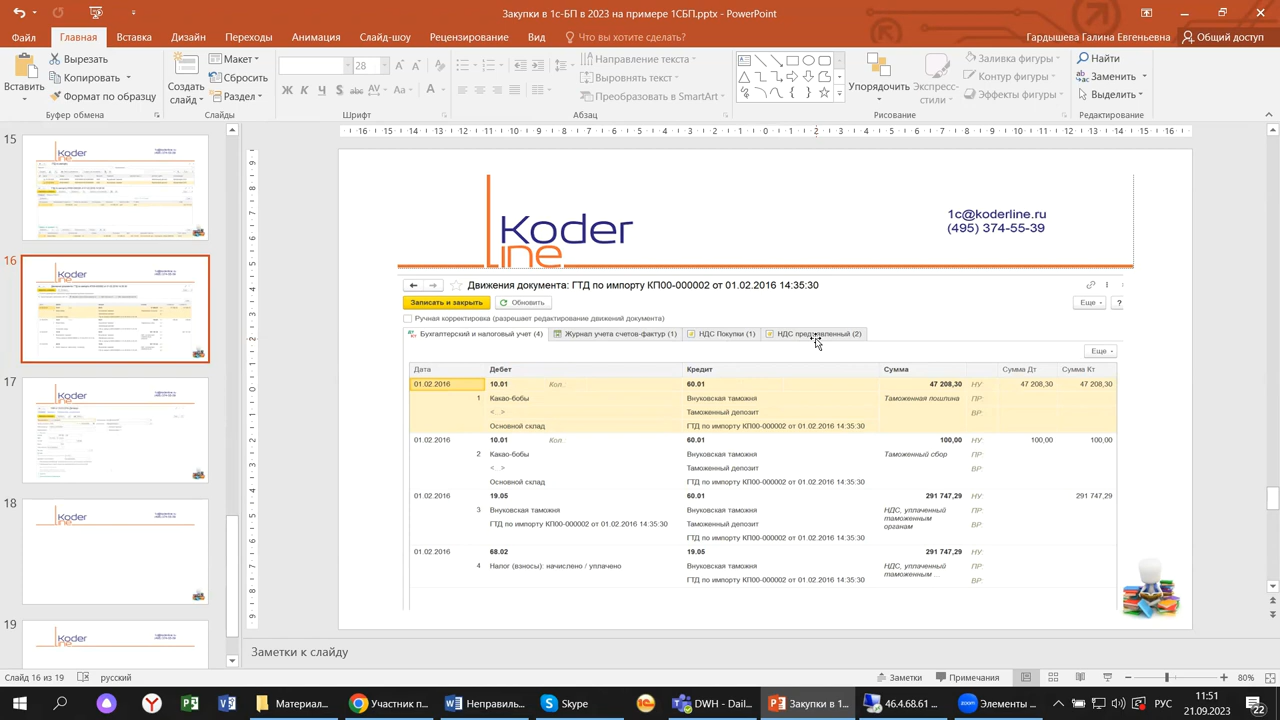 Закупки в 1С - PowerPoint
Файл Главная Вставка Дизайн Переходы Анимация Слайд-шоу Рецензирование Вид Что вы хотите сделать? Гардышева Галина Евгеньевна Общий доступ
Вставить Вырезать Копировать Формат по образцу Буфер обмена
Создать слайд Макет Сбросить Раздел Слайды
28 Ж К Ч S abc AV Aa А Шрифт
Направление текста Выровнять текст Преобразовать в SmartArt Абзац
Упорядочить Экспресс-стили Заливка фигуры Контур фигуры Эффекты фигуры Рисование
Найти Заменить Выделить Редактирование
15
16
17
18
19
Koder
line
1c@koderline.ru
(495) 374-55-39
Движения документа: ГТД по импорту КП00-000002 от 01.02.2016 14:35:30
Записать и закрыть Обновить Еще ?
Ручная корректировка (разрешает редактирование движений документа)
Бухгалтерский и налоговый учет (4) Журнал учета счетов-фактур (1) НДС Покупки (1) НДС предъявленный (2)
Еще
Дата Дебет Кредит Сумма Сумма Дт Сумма Кт
01.02.2016 10.01 Кол: 60.01 47 208,30 НУ: 47 208,30 47 208,30
1 Какао-бобы Внуковская таможня Таможенная пошлина ПР:
<...> Таможенный депозит ВР:
Основной склад ГТД по импорту КП00-000002 от 01.02.2016 14:35:30
01.02.2016 10.01 Кол: 60.01 100,00 НУ: 100,00 100,00
2 Какао-бобы Внуковская таможня Таможенный сбор ПР:
<...> Таможенный депозит ВР:
Основной склад ГТД по импорту КП00-000002 от 01.02.2016 14:35:30
01.02.2016 19.05 60.01 291 747,29 НУ: 291 747,29
3 Внуковская таможня Внуковская таможня НДС, уплаченный таможенным органам ПР:
ГТД по импорту КП00-000002 от 01.02.2016 14:35:30 Таможенный депозит ВР:
ГТД по импорту КП00-000002 от 01.02.2016 14:35:30
01.02.2016 68.02 19.05 291 747,29 НУ:
4 Налог (взносы): начислено / уплачено Внуковская таможня НДС, уплаченный таможенным ... ПР:
ГТД по импорту КП00-000002 от 01.02.2016 14:35:30 ВР:
Заметки к слайду
Слайд 16 из 19 русский Заметки Примечания 80%
Материал... Участник п... Неправиль... Skype DWH - Dail... Закупки в 1... 46.4.68.61 ... Элементы ... РУС 11:51
21.09.2023